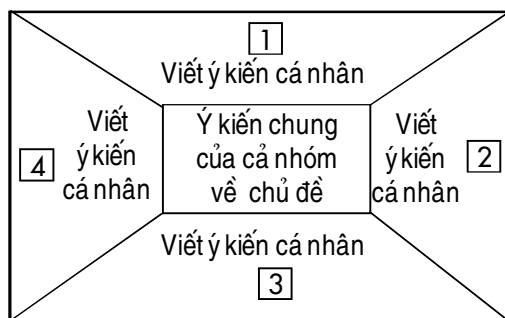 1
Viết ý kiến cá nhân
4
Viết
ý kiến
cá nhân
Ý kiến chung
của cả nhóm
về chủ đề
Viết
ý kiến
cá nhân
2
Viết ý kiến cá nhân
3